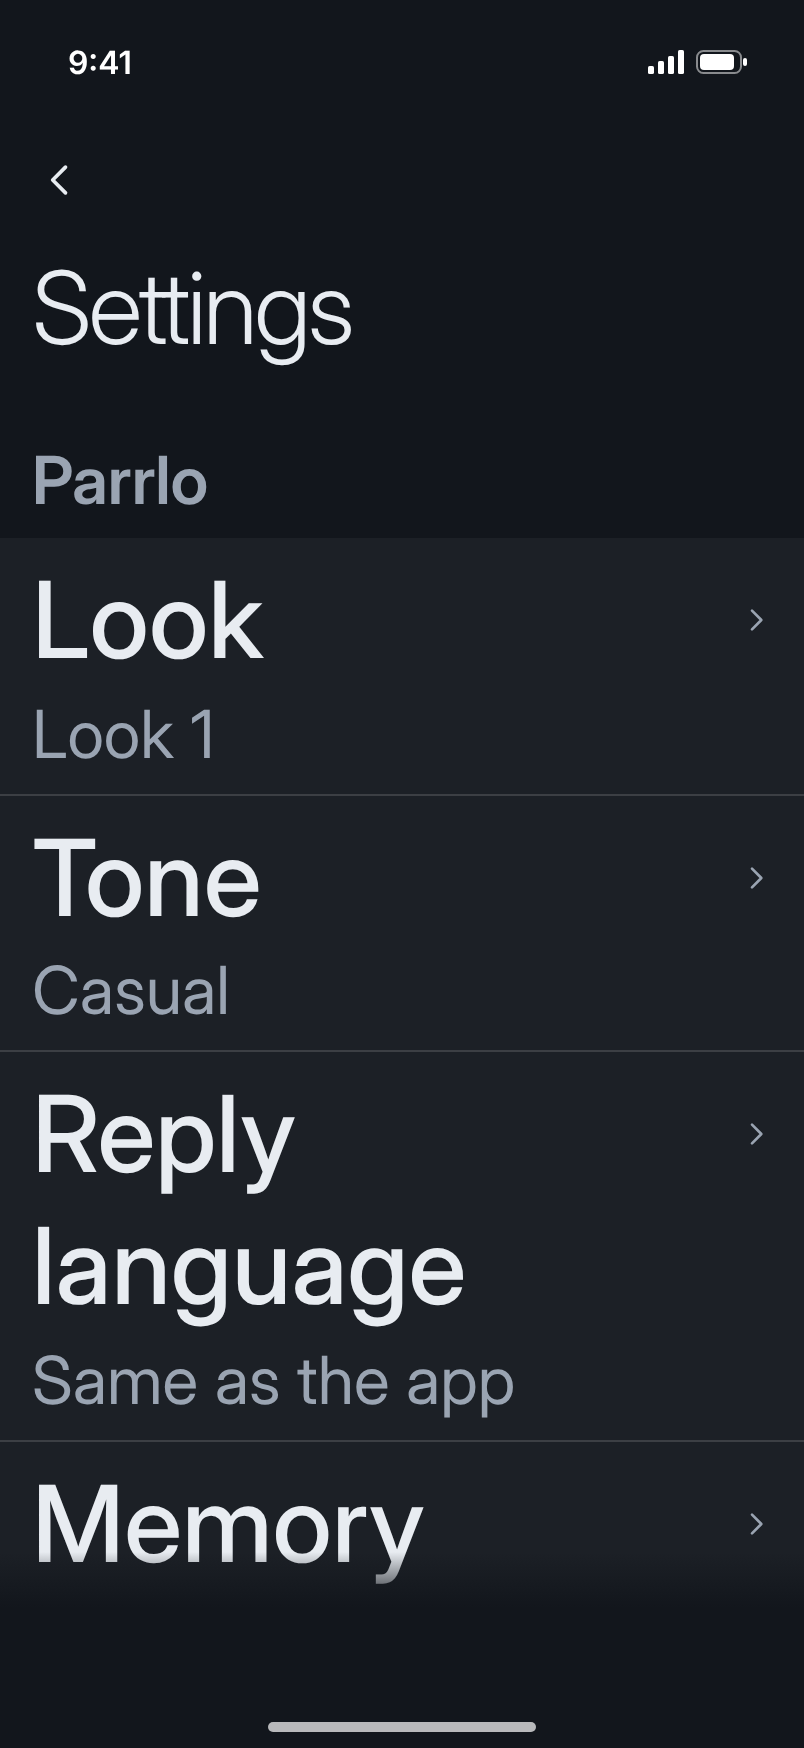 9:41
Settings
Parrlo
Look
Look 1
Tone
Casual
Reply
language
Same as the app
Memory